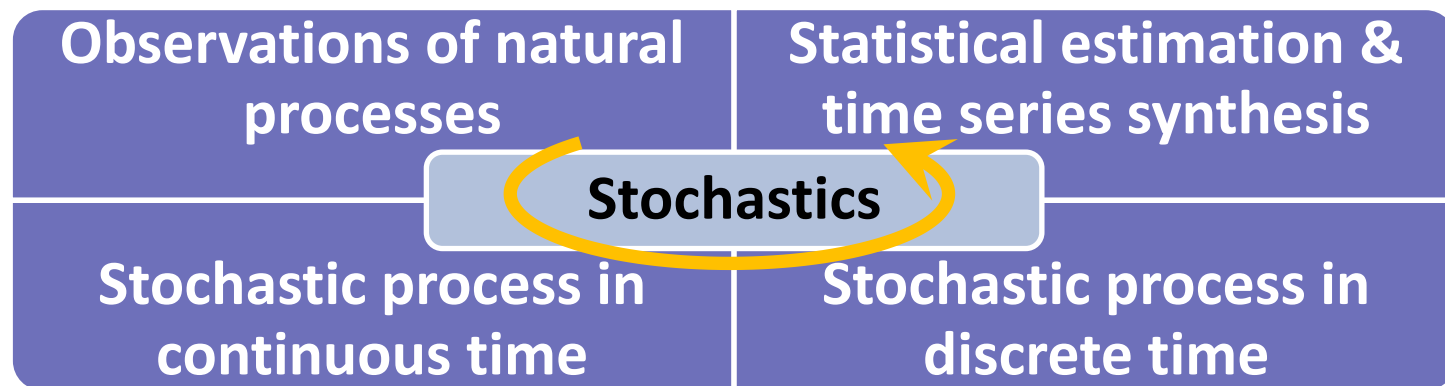 Observations of natural
processes
Statistical estimation &
time series synthesis
Stochastics
Stochastic process in
continuous time
Stochastic process in
discrete time